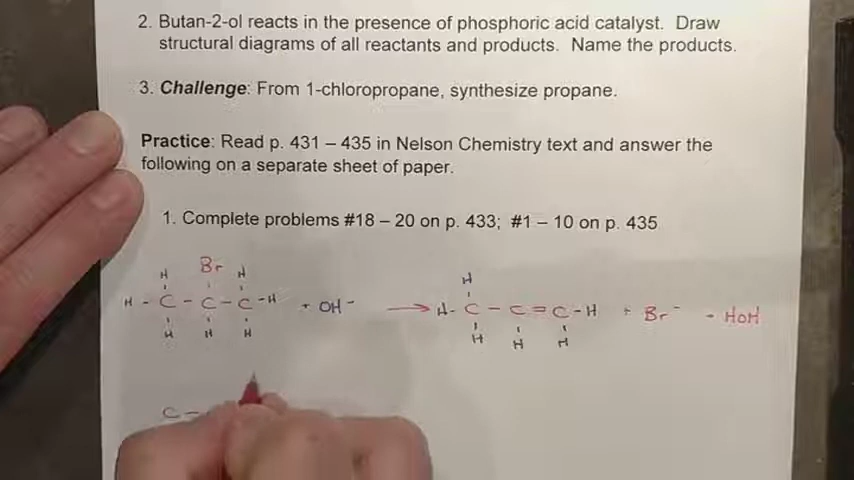 2. Butan-2-ol reacts in the presence of phosphoric acid catalyst. Draw
structural diagrams of all reactants and products. Name the products.
3. Challenge: From 1-chloropropane, synthesize propane.
Practice: Read p. 431 – 435 in Nelson Chemistry text and answer the
following on a separate sheet of paper.
1. Complete problems #18 – 20 on p. 433; #1 – 10 on p. 435
H Br H H
H - C - C - C - H + OH⁻ → H - C - C = C - H + Br⁻ - HOH
H H H H H H
C -